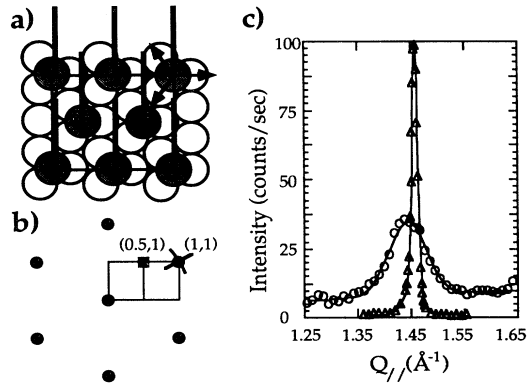 a)
b)
(0.5,1)
(1,1)
c)
Intensity (counts/sec)
100
75
50
25
0
1.25
1.35
1.45
1.55
1.65
Q// (Å-1)